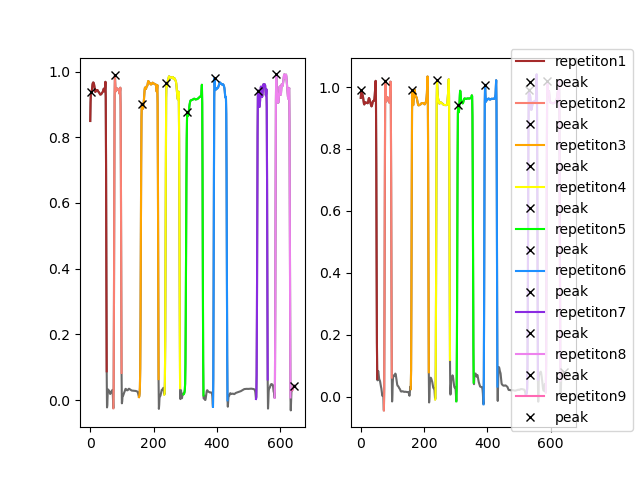 1.0
0.8
0.6
0.4
0.2
0.0
0
200
400
600
1.0
0.8
0.6
0.4
0.2
0.0
0
200
400
600
repetiton1
peak
repetiton2
peak
repetiton3
peak
repetiton4
peak
repetiton5
peak
repetiton6
peak
repetiton7
peak
repetiton8
peak
repetiton9
peak